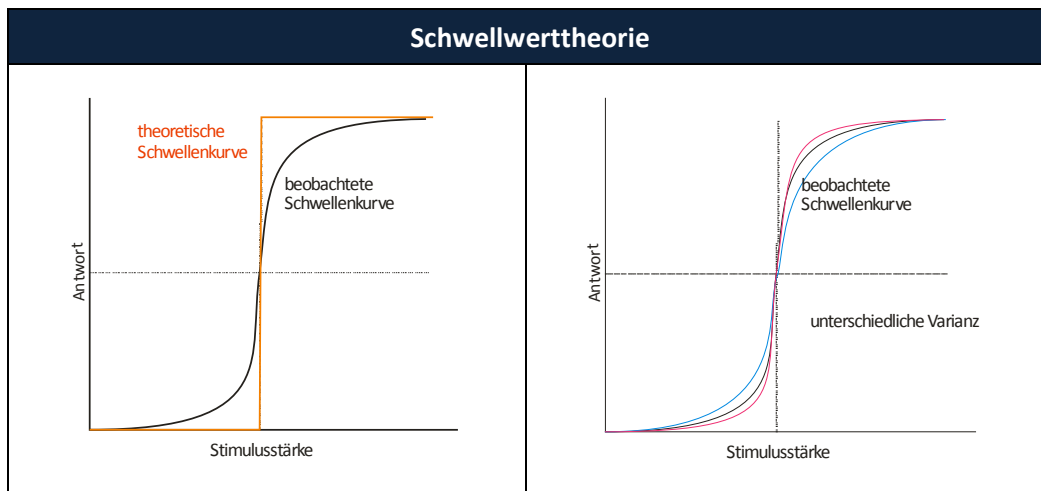 Schwellwerttheorie
theoretische
Schwellenkurve
beobachtete
Schwellenkurve
Antwort
Stimulusstärke
beobachtete
Schwellenkurve
Antwort
unterschiedliche Varianz
Stimulusstärke